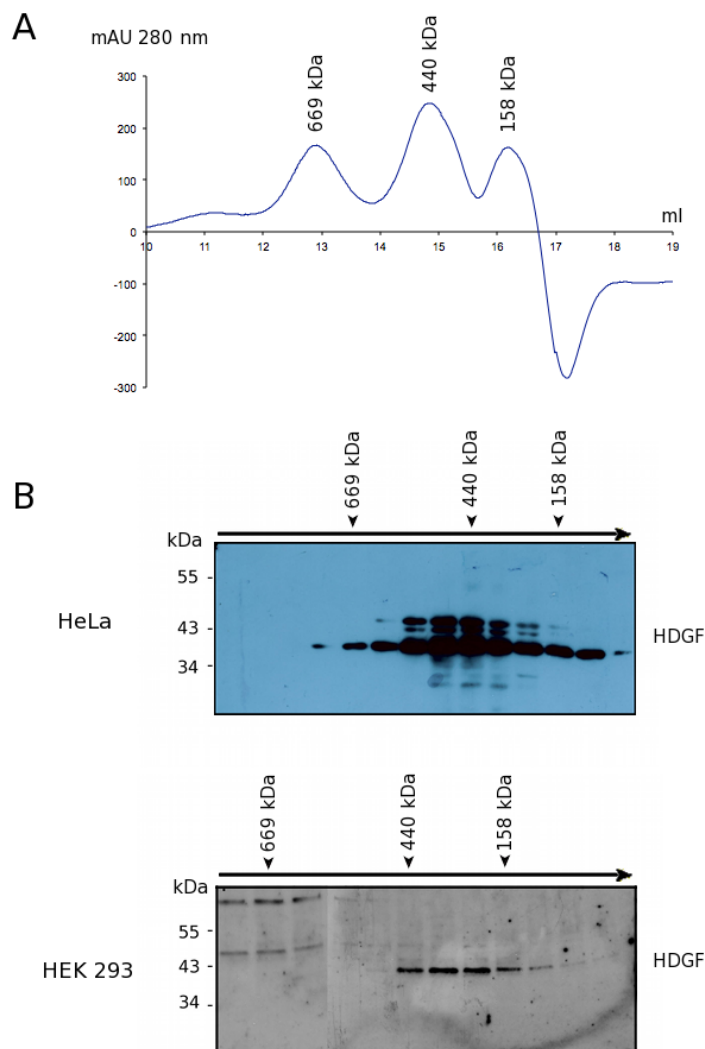 A
mAU 280 nm
669 kDa
440 kDa
158 kDa
300
200
100
0
-100
-200
-300
ml
10 11 12 13 14 15 16 17 18 19
B
669 kDa
440 kDa
158 kDa
kDa
55 -
43 -
34 -
HeLa
HDGF
669 kDa
440 kDa
158 kDa
kDa
55 -
43 -
34 -
HEK 293
HDGF